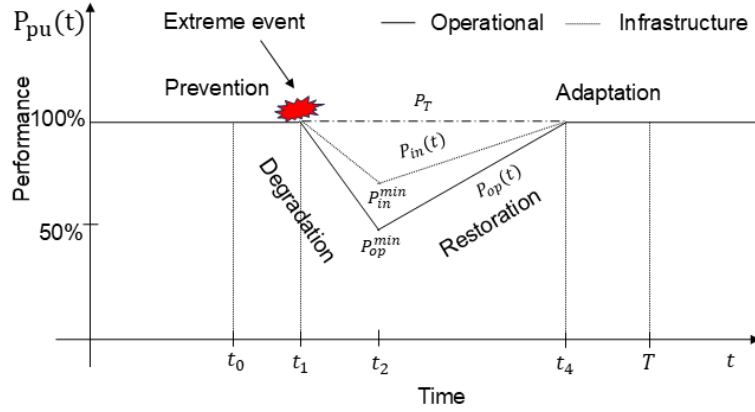 P_pu(t)
Extreme event
Operational
Infrastructure
Prevention
P_T
Adaptation
100%
P_in(t)
Performance
P_in^min
P_op(t)
Degradation
Restoration
50%
P_op^min
t_0
t_1
t_2
t_4
T
t
Time